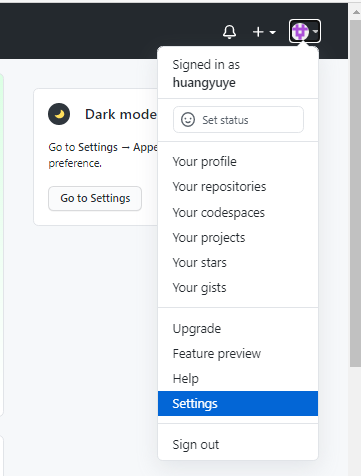 Signed in as
huangyuye
Dark mode
Set status
Go to Settings → Appe
preference.
Go to Settings
Your profile
Your repositories
Your codespaces
Your projects
Your stars
Your gists
Upgrade
Feature preview
Help
Settings
Sign out